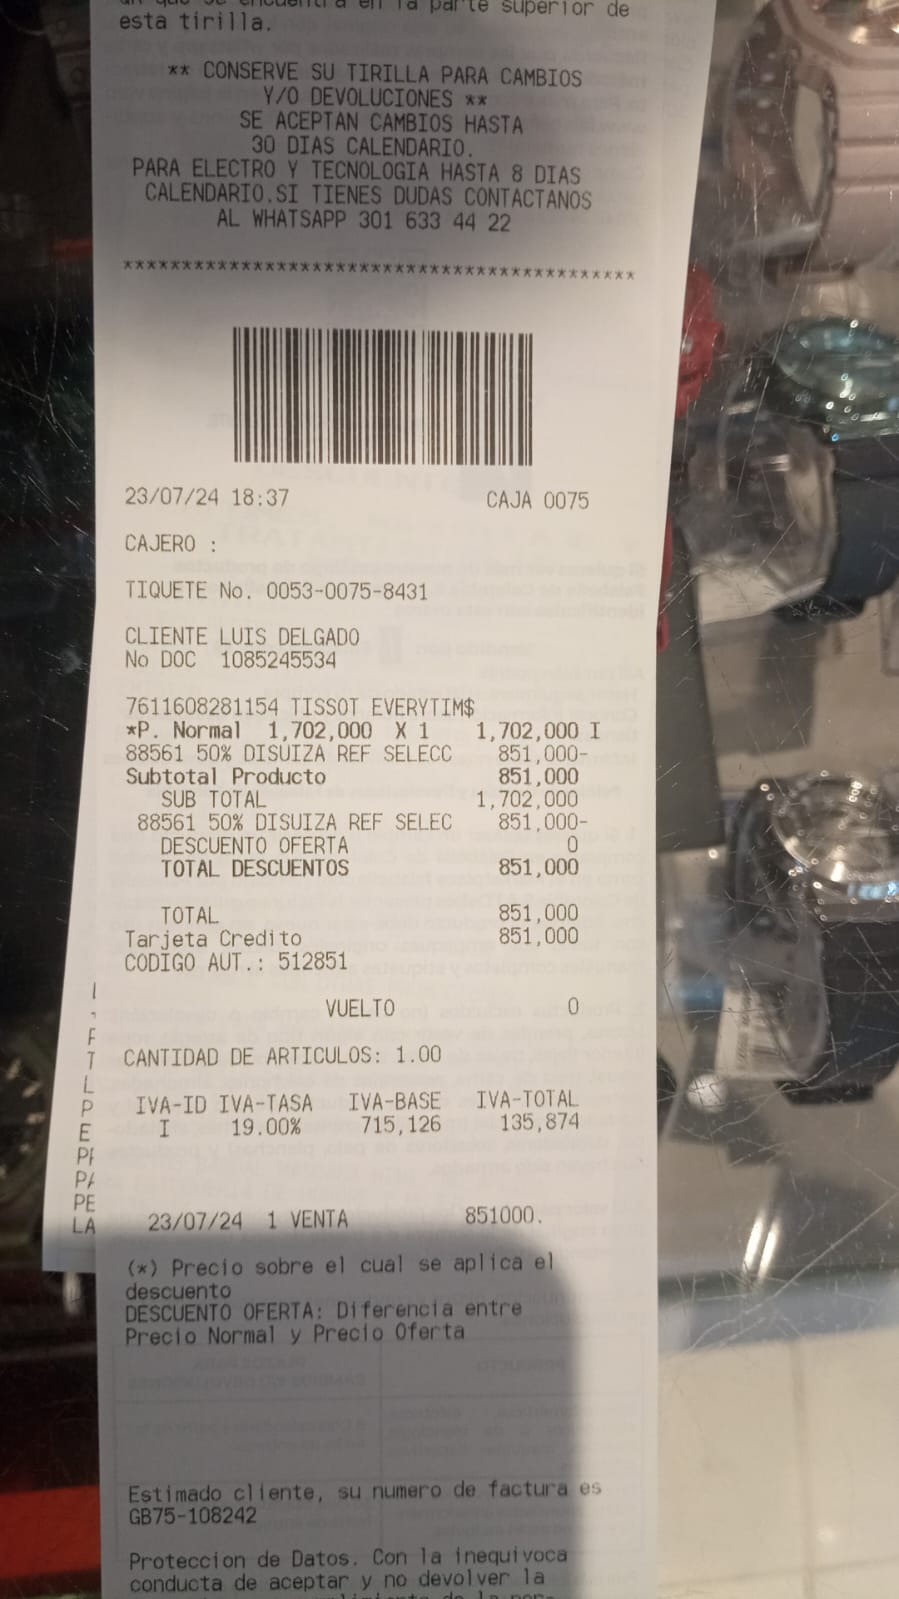 en la parte superior de
esta tirilla.
** CONSERVE SU TIRILLA PARA CAMBIOS
Y/O DEVOLUCIONES **
SE ACEPTAN CAMBIOS HASTA
30 DIAS CALENDARIO.
PARA ELECTRO Y TECNOLOGIA HASTA 8 DIAS
CALENDARIO.SI TIENES DUDAS CONTACTANOS
AL WHATSAPP 301 633 44 22
********************************************
23/07/24 18:37 CAJA 0075
CAJERO :
TIQUETE No. 0053-0075-8431
CLIENTE LUIS DELGADO
No DOC 1085245534
7611608281154 TISSOT EVERYTIM$
*P. Normal 1,702,000 X 1 1,702,000 I
88561 50% DISUIZA REF SELECC 851,000-
Subtotal Producto 851,000
SUB TOTAL 1,702,000
88561 50% DISUIZA REF SELEC 851,000-
DESCUENTO OFERTA 0
TOTAL DESCUENTOS 851,000
TOTAL 851,000
Tarjeta Credito 851,000
CODIGO AUT.: 512851
VUELTO 0
CANTIDAD DE ARTICULOS: 1.00
IVA-ID IVA-TASA IVA-BASE IVA-TOTAL
I 19.00% 715,126 135,874
23/07/24 1 VENTA 851000.
(*) Precio sobre el cual se aplica el
descuento
DESCUENTO OFERTA: Diferencia entre
Precio Normal y Precio Oferta
Estimado cliente, su numero de factura es
GB75-108242
Proteccion de Datos. Con la inequivoca
conducta de aceptar y no devolver la